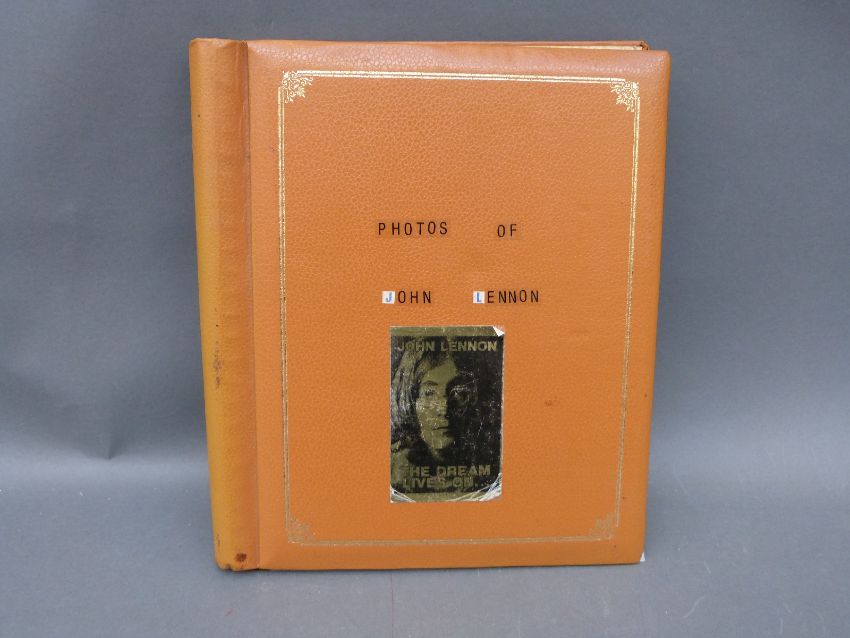 PHOTOS OF
JOHN LENNON
JOHN LENNON
THE DREAM
LIVES ON...